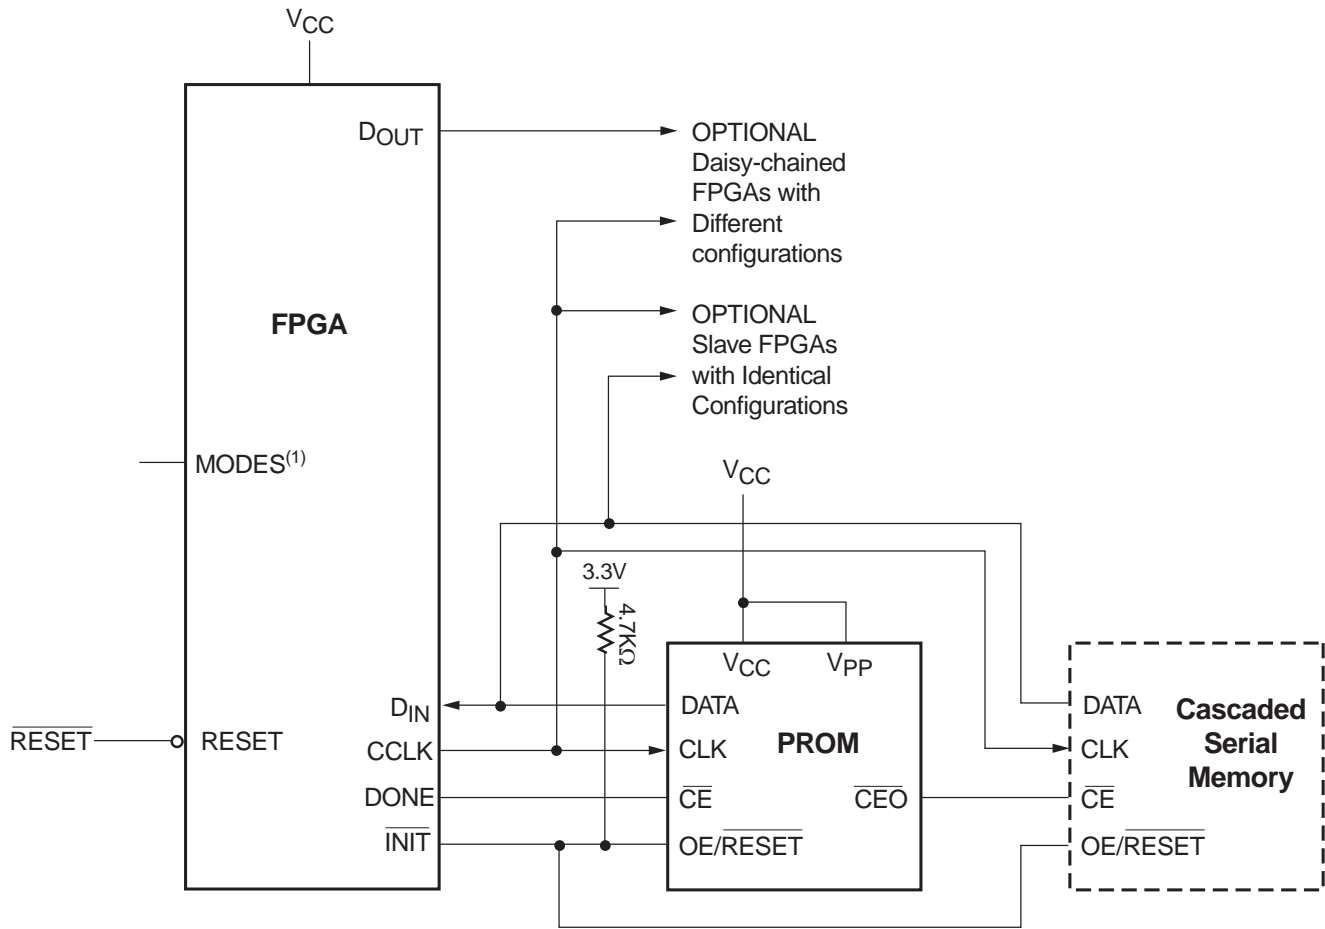 VCC
DOUT
OPTIONAL
Daisy-chained
FPGAs with
Different
configurations
FPGA
OPTIONAL
Slave FPGAs
with Identical
Configurations
MODES(1)
VCC
3.3V
4.7KΩ
VCC VPP
DIN
DATA
DATA
Cascaded
Serial
Memory
RESET
RESET
CCLK
CLK
PROM
CLK
DONE
CE
CEO
CE
INIT
OE/RESET
OE/RESET